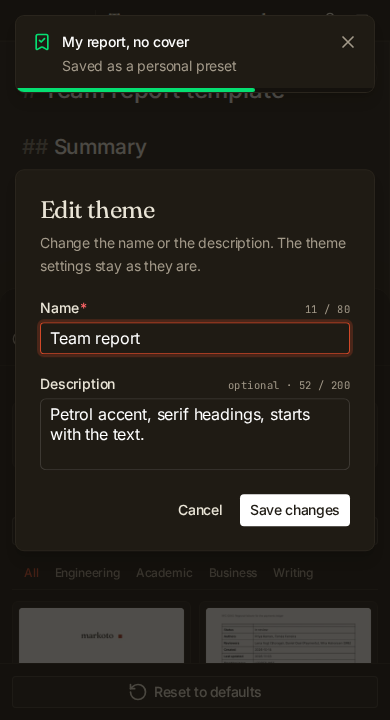 My report, no cover
Saved as a personal preset
# Team report template
## Summary
Edit theme
Change the name or the description. The theme
settings stay as they are.
Name*
11 / 80
Team report
Description
optional · 52 / 200
Petrol accent, serif headings, starts
with the text.
Cancel
Save changes
All
Engineering
Academic
Business
Writing
markoto
Reset to defaults